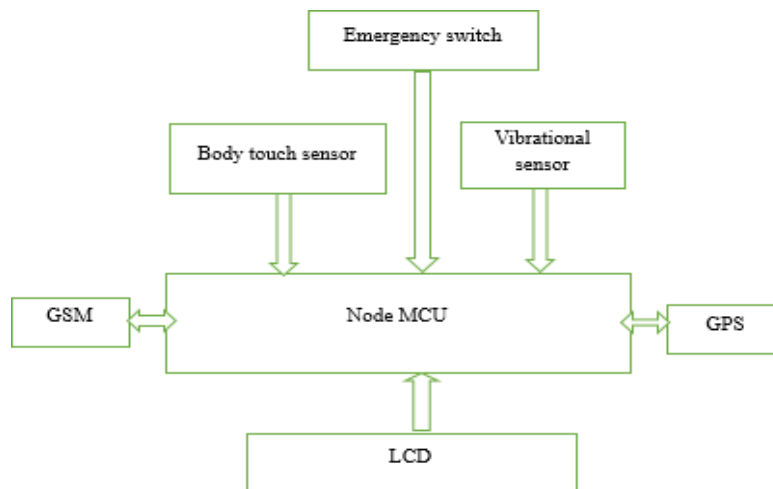 Emergency switch
Body touch sensor
Vibrational
sensor
GSM
Node MCU
GPS
LCD